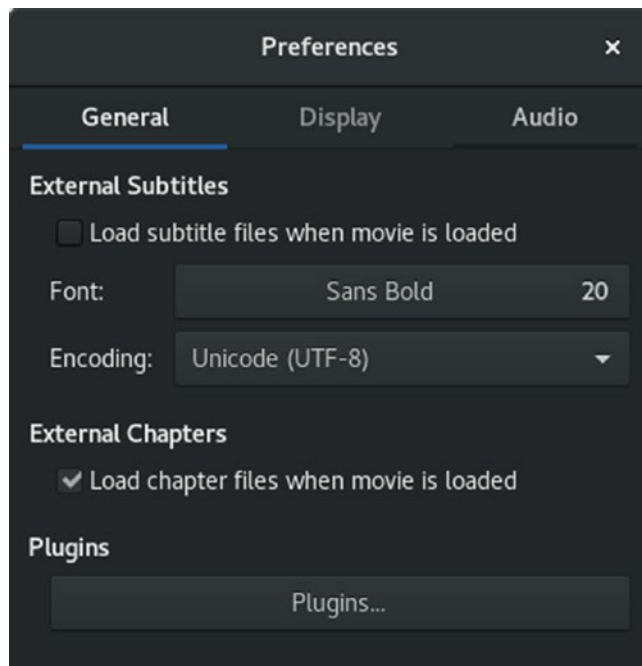 Preferences
General Display Audio
External Subtitles
Load subtitle files when movie is loaded
Font: Sans Bold 20
Encoding: Unicode (UTF-8)
External Chapters
Load chapter files when movie is loaded
Plugins
Plugins...